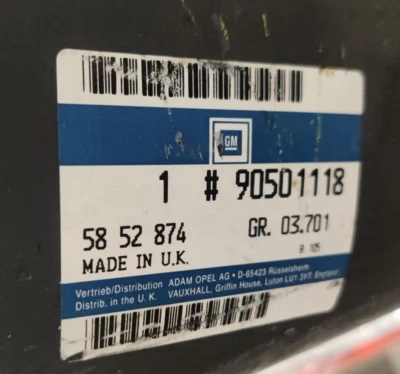 GM
1 # 90501118
58 52 874 GR. 03.701
MADE IN U.K. B 105
Vertrieb/Distribution ADAM OPEL AG • D-65423 Rüsselsheim
Distrib. in the U. K. VAUXHALL, Griffin House, Luton LU1 3YT, England